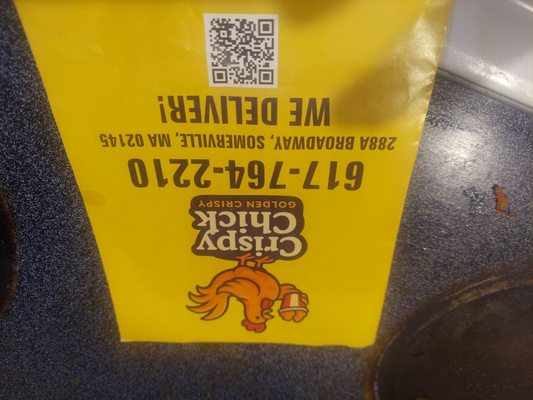 Crispy
Chick
GOLDEN CRISPY
617-764-2210
288A BROADWAY, SOMERVILLE, MA 02145
WE DELIVER!